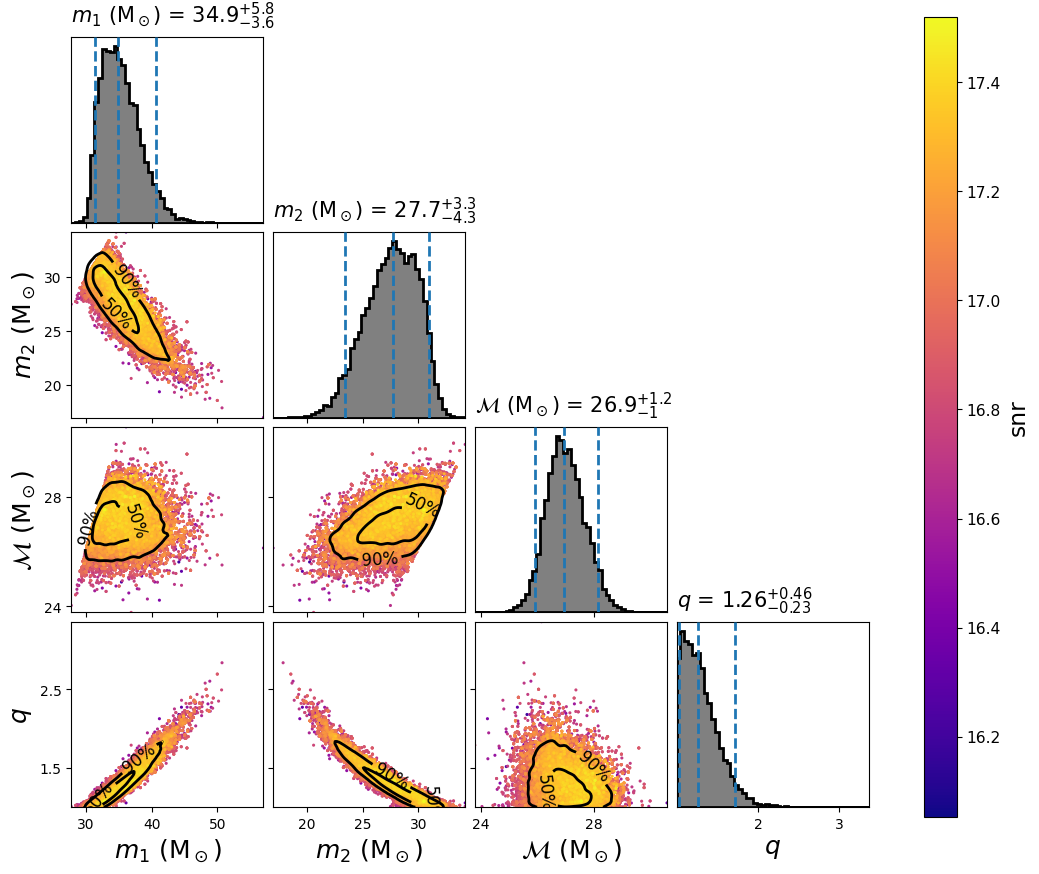 m₁ (M⊙) = 34.9+5.8−3.6
17.4
m₂ (M⊙) = 27.7+3.3−4.3
17.2
30
25
20
m₂ (M⊙)
90%
50%
17.0
ℳ (M⊙) = 26.9+1.2−1
16.8
snr
28
24
ℳ (M⊙)
90%
50%
50%
90%
16.6
q = 1.26+0.46−0.23
16.4
2.5
1.5
q
90%
50%
90%
50
90%
50%
16.2
30 40 50
20 25 30
24 28
2 3
m₁ (M⊙)
m₂ (M⊙)
ℳ (M⊙)
q